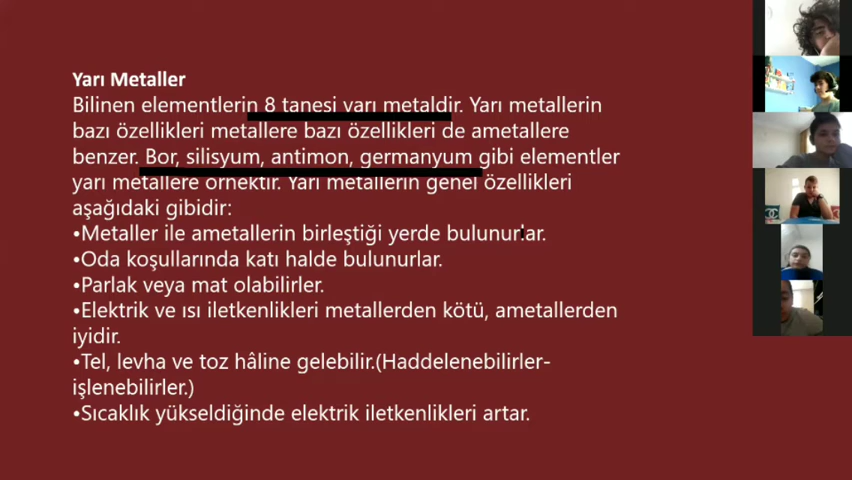 Yarı Metaller
Bilinen elementlerin 8 tanesi yarı metaldir. Yarı metallerin
bazı özellikleri metallere bazı özellikleri de ametallere
benzer. Bor, silisyum, antimon, germanyum gibi elementler
yarı metallere örnektir. Yarı metallerin genel özellikleri
aşağıdaki gibidir:
•Metaller ile ametallerin birleştiği yerde bulunurlar.
•Oda koşullarında katı halde bulunurlar.
•Parlak veya mat olabilirler.
•Elektrik ve ısı iletkenlikleri metallerden kötü, ametallerden
iyidir.
•Tel, levha ve toz hâline gelebilir.(Haddelenebilirler-
işlenebilirler.)
•Sıcaklık yükseldiğinde elektrik iletkenlikleri artar.